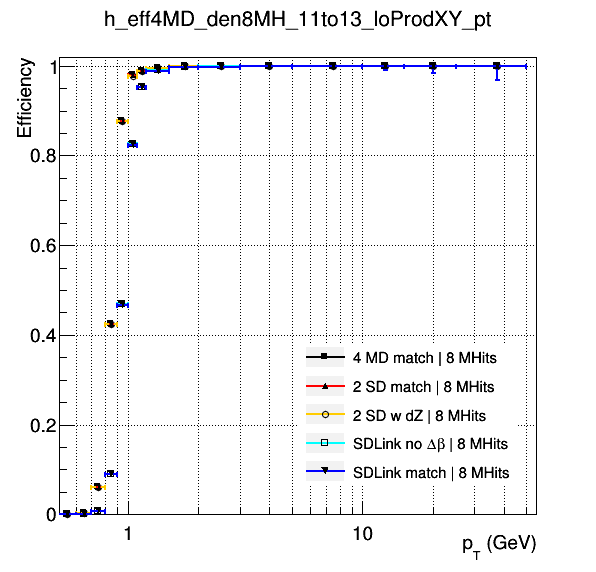 h_eff4MD_den8MH_11to13_loProdXY_pt
Efficiency
1
0.8
0.6
0.4
0.2
0
4 MD match | 8 MHits
2 SD match | 8 MHits
2 SD w dZ | 8 MHits
SDLink no Δβ | 8 MHits
SDLink match | 8 MHits
1 10
p_T (GeV)